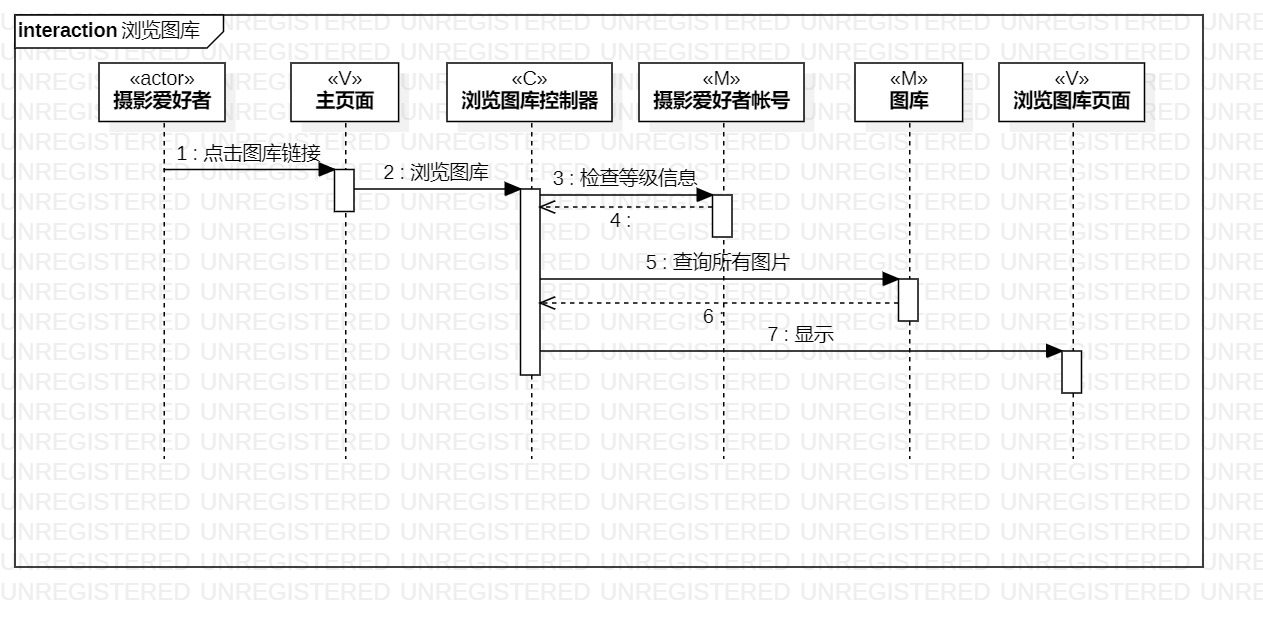 interaction 浏览图库
«actor»
摄影爱好者
«V»
主页面
«C»
浏览图库控制器
«M»
摄影爱好者帐号
«M»
图库
«V»
浏览图库页面
1 : 点击图库链接
2 : 浏览图库
3 : 检查等级信息
4 :
5 : 查询所有图片
6 :
7 : 显示
UNREGISTERED UNREGISTERED UNREGISTERED UNREGISTERED UNREGISTERED UNREGISTERED